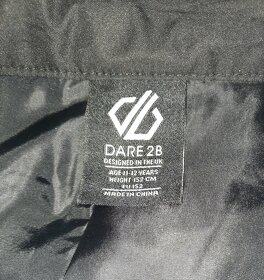 DARE 2B
DESIGNED IN THE UK
AGE 11-12 YEARS
HEIGHT 152 CM
EU 152
MADE IN CHINA